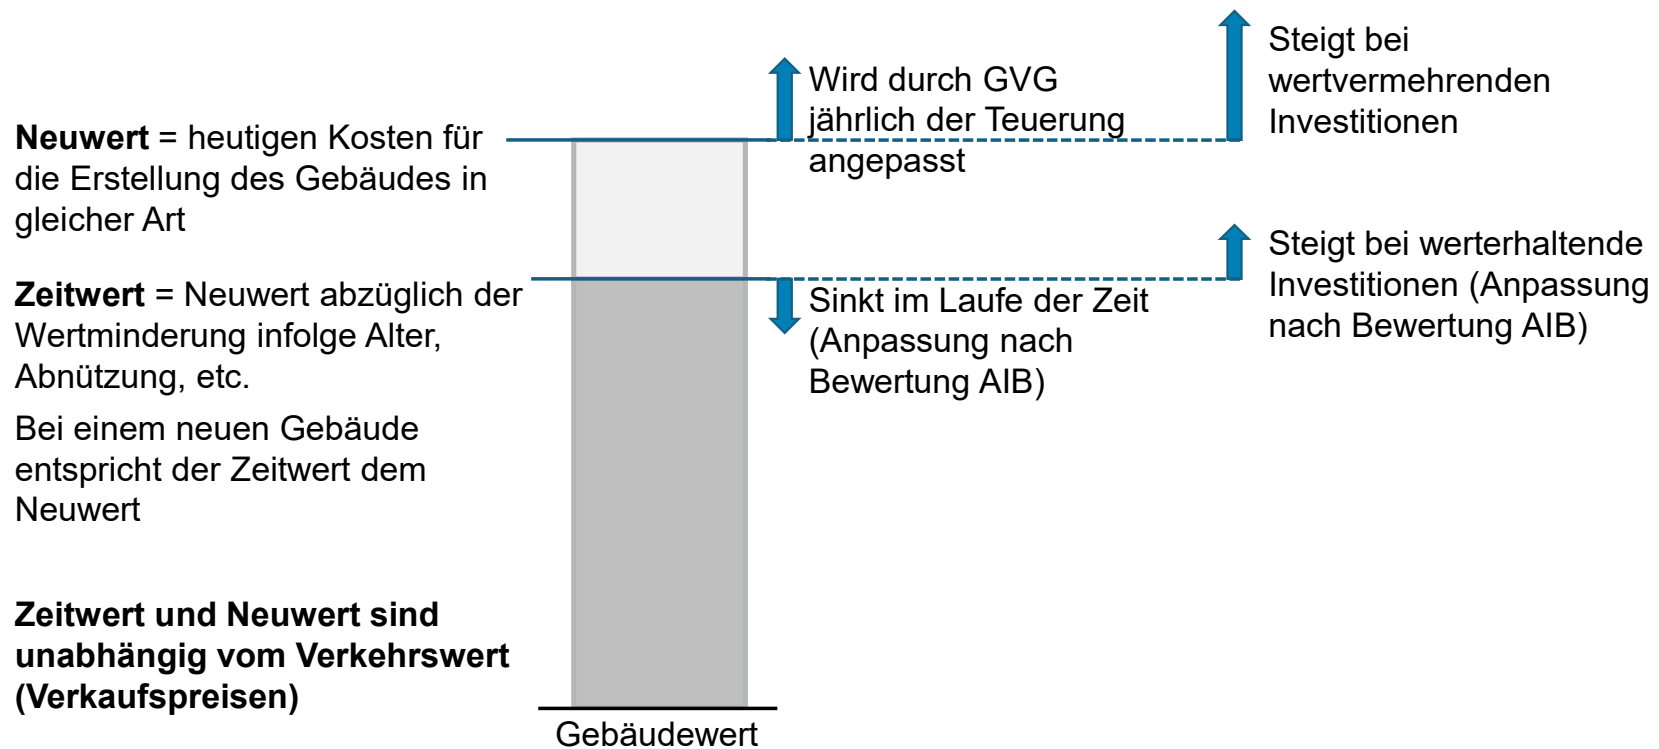 Neuwert = heutigen Kosten für
die Erstellung des Gebäudes in
gleicher Art
Wird durch GVG
jährlich der Teuerung
angepasst
Steigt bei
wertvermehrenden
Investitionen
Zeitwert = Neuwert abzüglich der
Wertminderung infolge Alter,
Abnützung, etc.
Bei einem neuen Gebäude
entspricht der Zeitwert dem
Neuwert
Sinkt im Laufe der Zeit
(Anpassung nach
Bewertung AIB)
Steigt bei werterhaltende
Investitionen (Anpassung
nach Bewertung AIB)
Zeitwert und Neuwert sind
unabhängig vom Verkehrswert
(Verkaufspreisen)
Gebäudewert